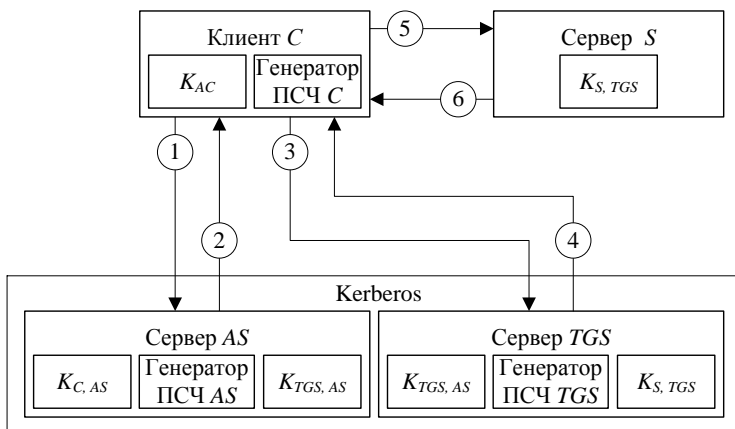 Клиент C
5
Сервер S
K_AC
Генератор
ПСЧ C
K_S, TGS
6
1
3
2
4
Kerberos
Сервер AS
Сервер TGS
K_C, AS
Генератор
ПСЧ AS
K_TGS, AS
K_TGS, AS
Генератор
ПСЧ TGS
K_S, TGS